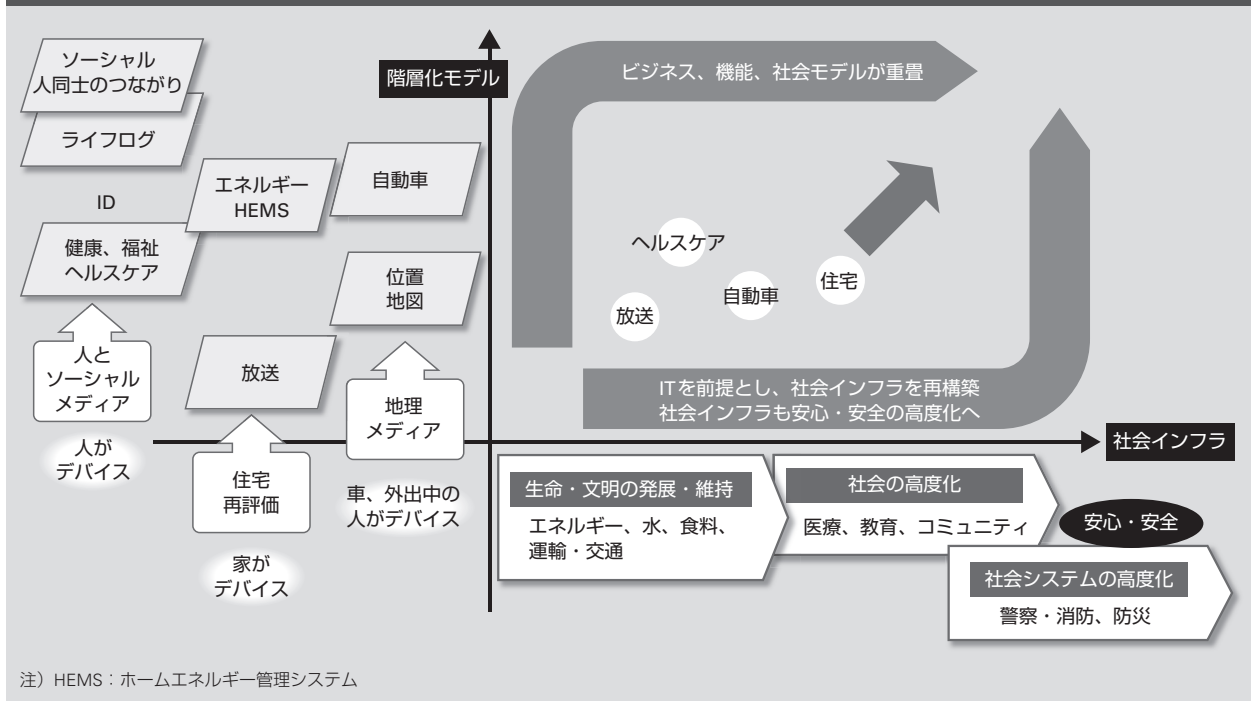 ソーシャル
人同士のつながり
ライフログ
ID
健康、福祉
ヘルスケア
人と
ソーシャル
メディア
人が
デバイス
エネルギー
HEMS
放送
住宅
再評価
家が
デバイス
自動車
位置
地図
地理
メディア
車、外出中の
人がデバイス
階層化モデル
ビジネス、機能、社会モデルが重畳
ヘルスケア
放送
自動車
住宅
ITを前提とし、社会インフラを再構築
社会インフラも安心・安全の高度化へ
社会インフラ
生命・文明の発展・維持
エネルギー、水、食料、
運輸・交通
社会の高度化
医療、教育、コミュニティ
安心・安全
社会システムの高度化
警察・消防、防災
注）HEMS：ホームエネルギー管理システム